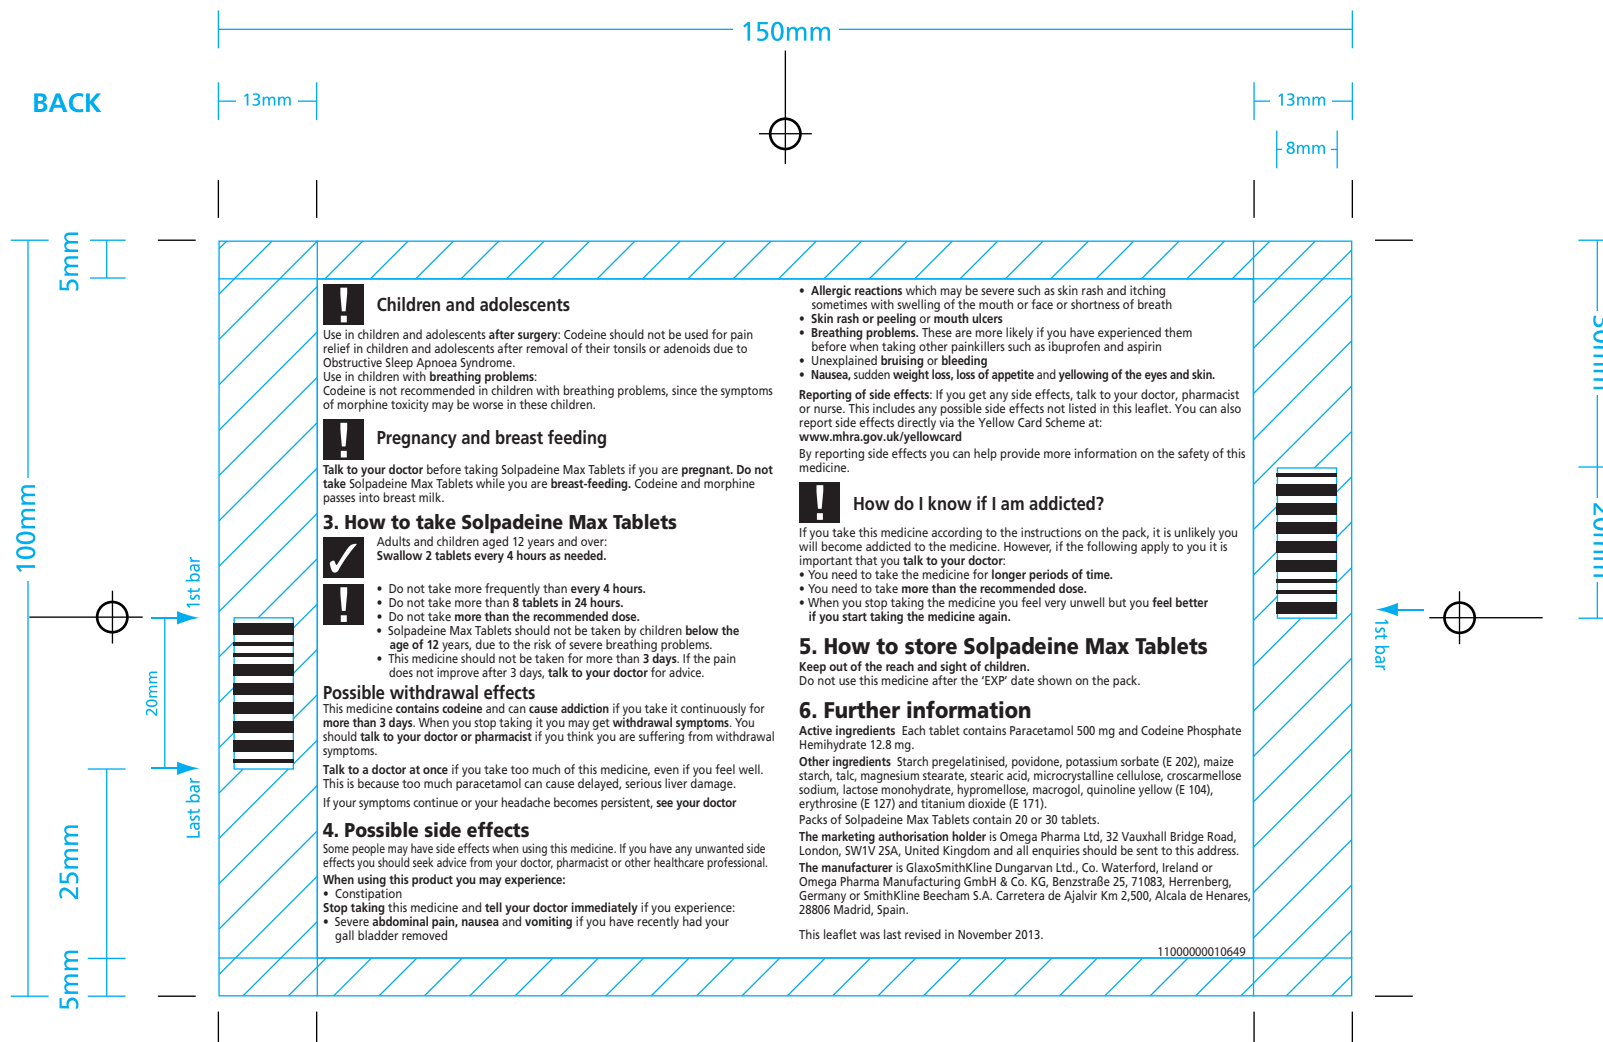 150mm
BACK
13mm
13mm
8mm
5mm
100mm
1st bar
20mm
Last bar
25mm
5mm
Children and adolescents
Use in children and adolescents after surgery: Codeine should not be used for pain
relief in children and adolescents after removal of their tonsils or adenoids due to
Obstructive Sleep Apnoea Syndrome.
Use in children with breathing problems:
Codeine is not recommended in children with breathing problems, since the symptoms
of morphine toxicity may be worse in these children.
Pregnancy and breast feeding
Talk to your doctor before taking Solpadeine Max Tablets if you are pregnant. Do not
take Solpadeine Max Tablets while you are breast-feeding. Codeine and morphine
passes into breast milk.
3. How to take Solpadeine Max Tablets
Adults and children aged 12 years and over:
Swallow 2 tablets every 4 hours as needed.
• Do not take more frequently than every 4 hours.
• Do not take more than 8 tablets in 24 hours.
• Do not take more than the recommended dose.
• Solpadeine Max Tablets should not be taken by children below the
age of 12 years, due to the risk of severe breathing problems.
• This medicine should not be taken for more than 3 days. If the pain
does not improve after 3 days, talk to your doctor for advice.
Possible withdrawal effects
This medicine contains codeine and can cause addiction if you take it continuously for
more than 3 days. When you stop taking it you may get withdrawal symptoms. You
should talk to your doctor or pharmacist if you think you are suffering from withdrawal
symptoms.
Talk to a doctor at once if you take too much of this medicine, even if you feel well.
This is because too much paracetamol can cause delayed, serious liver damage.
If your symptoms continue or your headache becomes persistent, see your doctor
4. Possible side effects
Some people may have side effects when using this medicine. If you have any unwanted side
effects you should seek advice from your doctor, pharmacist or other healthcare professional.
When using this product you may experience:
• Constipation
Stop taking this medicine and tell your doctor immediately if you experience:
• Severe abdominal pain, nausea and vomiting if you have recently had your
gall bladder removed
• Allergic reactions which may be severe such as skin rash and itching
sometimes with swelling of the mouth or face or shortness of breath
• Skin rash or peeling or mouth ulcers
• Breathing problems. These are more likely if you have experienced them
before when taking other painkillers such as ibuprofen and aspirin
• Unexplained bruising or bleeding
• Nausea, sudden weight loss, loss of appetite and yellowing of the eyes and skin.
Reporting of side effects: If you get any side effects, talk to your doctor, pharmacist
or nurse. This includes any possible side effects not listed in this leaflet. You can also
report side effects directly via the Yellow Card Scheme at:
www.mhra.gov.uk/yellowcard
By reporting side effects you can help provide more information on the safety of this
medicine.
How do I know if I am addicted?
If you take this medicine according to the instructions on the pack, it is unlikely you
will become addicted to the medicine. However, if the following apply to you it is
important that you talk to your doctor:
• You need to take the medicine for longer periods of time.
• You need to take more than the recommended dose.
• When you stop taking the medicine you feel very unwell but you feel better
if you start taking the medicine again.
5. How to store Solpadeine Max Tablets
Keep out of the reach and sight of children.
Do not use this medicine after the ‘EXP’ date shown on the pack.
6. Further information
Active ingredients Each tablet contains Paracetamol 500 mg and Codeine Phosphate
Hemihydrate 12.8 mg.
Other ingredients Starch pregelatinised, povidone, potassium sorbate (E 202), maize
starch, talc, magnesium stearate, stearic acid, microcrystalline cellulose, croscarmellose
sodium, lactose monohydrate, hypromellose, macrogol, quinoline yellow (E 104),
erythrosine (E 127) and titanium dioxide (E 171).
Packs of Solpadeine Max Tablets contain 20 or 30 tablets.
The marketing authorisation holder is Omega Pharma Ltd, 32 Vauxhall Bridge Road,
London, SW1V 2SA, United Kingdom and all enquiries should be sent to this address.
The manufacturer is GlaxoSmithKline Dungarvan Ltd., Co. Waterford, Ireland or
Omega Pharma Manufacturing GmbH & Co. KG, Benzstraße 25, 71083, Herrenberg,
Germany or SmithKline Beecham S.A. Carretera de Ajalvir Km 2,500, Alcala de Henares,
28806 Madrid, Spain.
This leaflet was last revised in November 2013.
11000000010649
1st bar
20mm